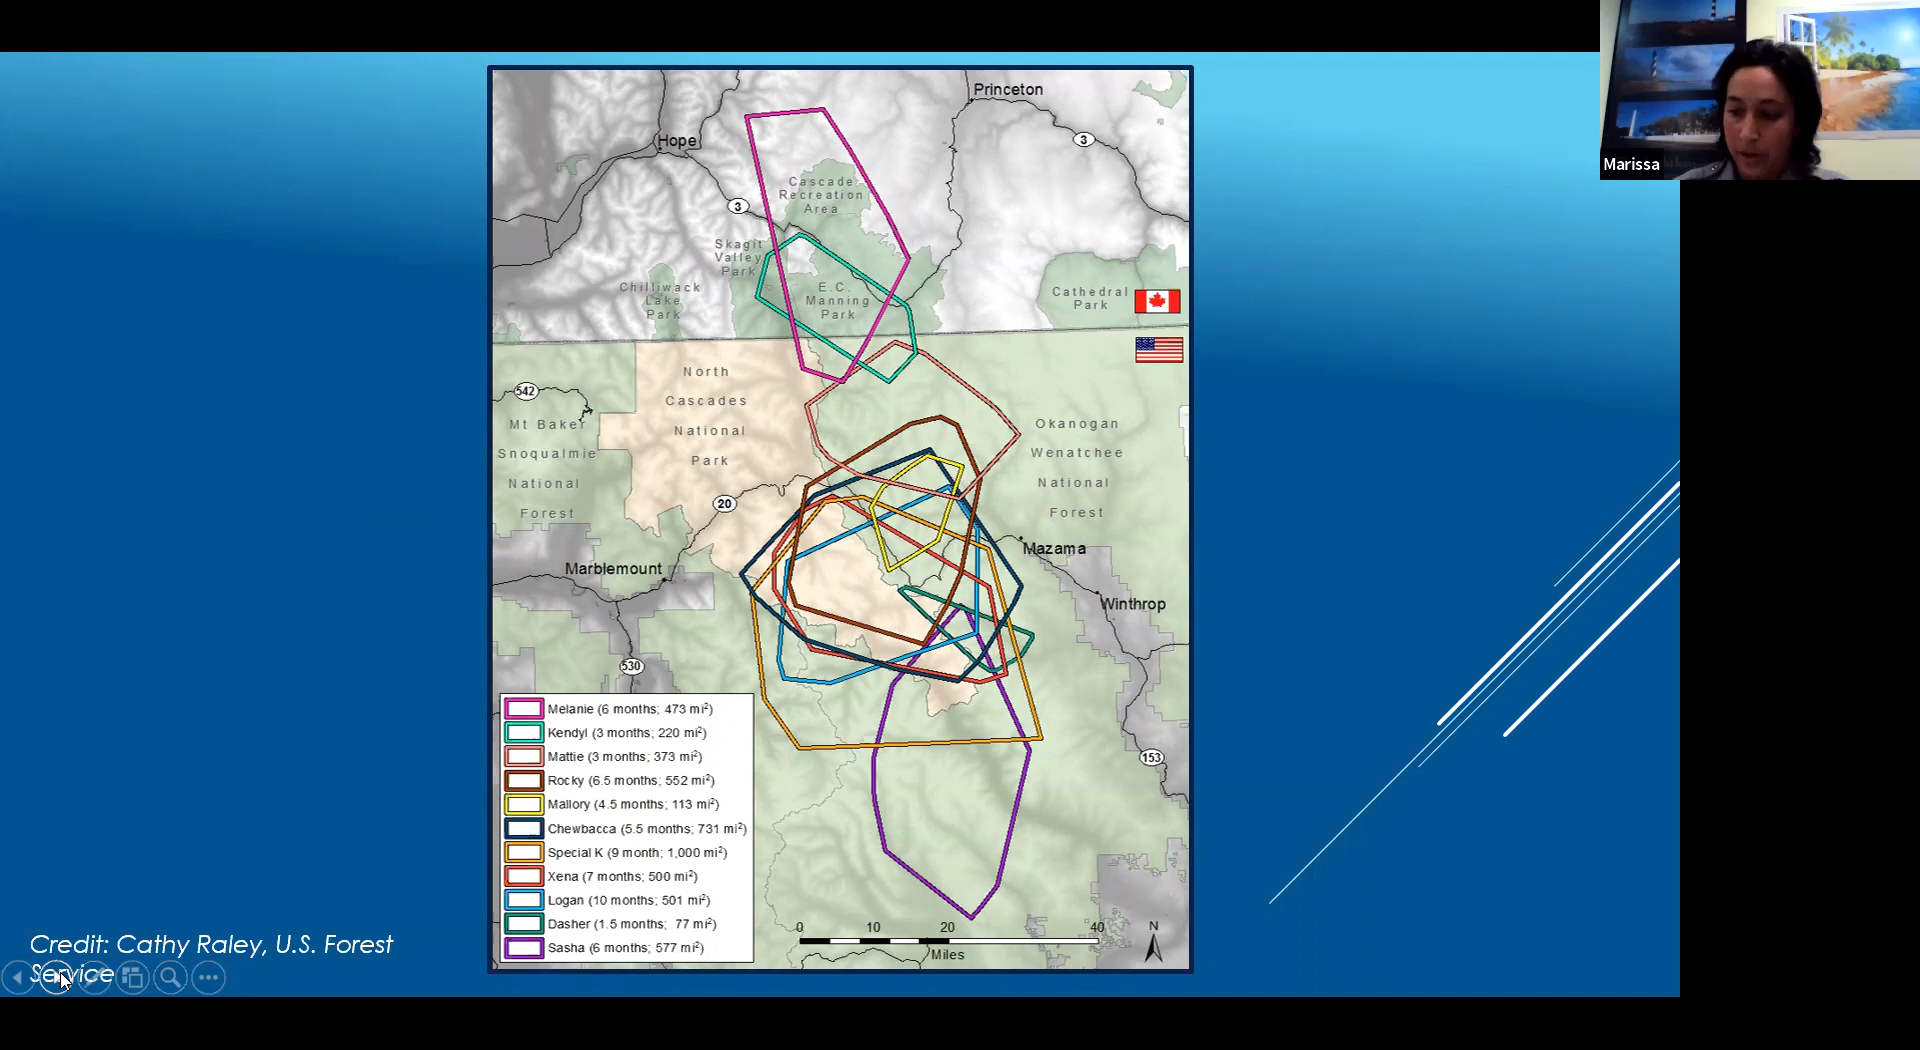 Princeton
Hope
3
3
Cascade
Recreation
Area
Skagit
Valley
Park
Chilliwack
Lake
Park
E.C.
Manning
Park
Cathedral
Park
North
Cascades
National
Park
542
Mt Baker
Snoqualmie
National
Forest
Okanogan
Wenatchee
National
Forest
20
Mazama
Marblemount
Winthrop
530
153
Melanie (6 months; 473 mi²)
Kendyl (3 months; 220 mi²)
Mattie (3 months; 373 mi²)
Rocky (6.5 months; 552 mi²)
Mallory (4.5 months; 113 mi²)
Chewbacca (5.5 months; 731 mi²)
Special K (9 month; 1,000 mi²)
Xena (7 months; 500 mi²)
Logan (10 months; 501 mi²)
Dasher (1.5 months; 77 mi²)
Sasha (6 months; 577 mi²)
0 10 20 40
Miles
N
Credit: Cathy Raley, U.S. Forest
Service
Marissa